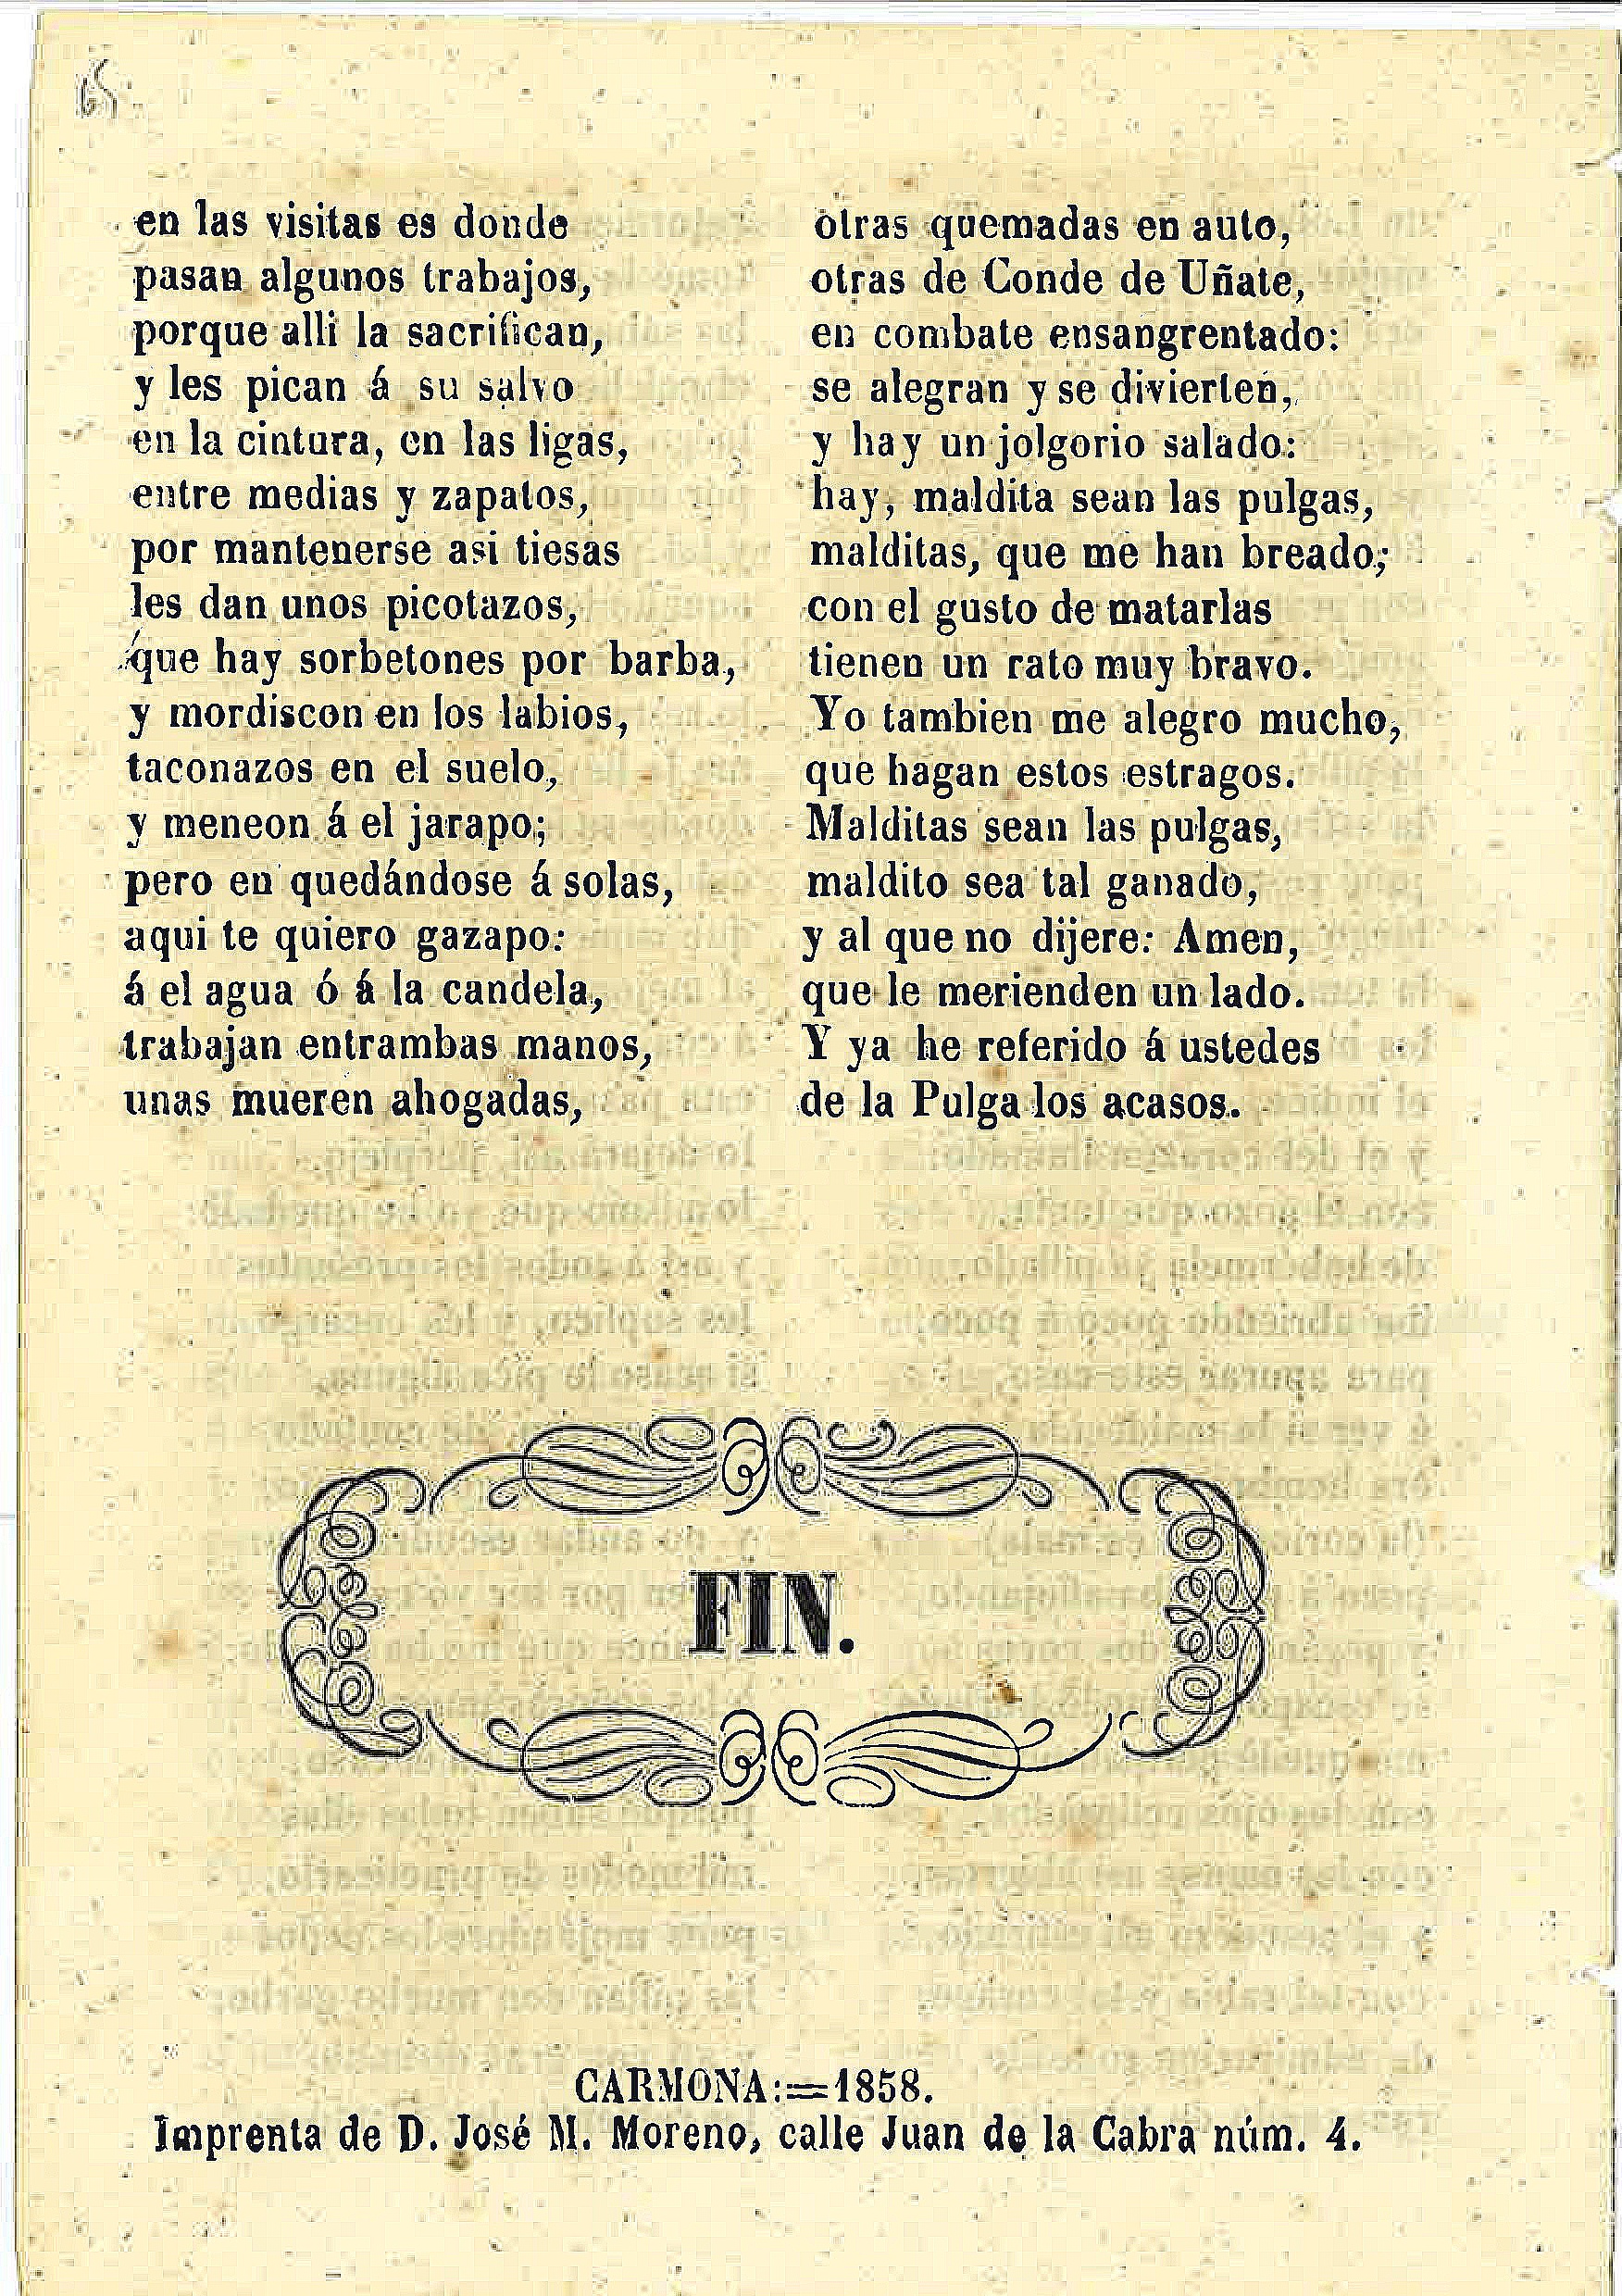 65
en las visitas es donde
pasan algunos trabajos,
porque alli la sacrifican,
y les pican á su salvo
en la cintura, en las ligas,
entre medias y zapatos,
por mantenerse asi tiesas
les dan unos picotazos,
que hay sorbetones por barba,
y mordiscon en los labios,
taconazos en el suelo,
y meneon á el jarapo;
pero en quedándose á solas,
aqui te quiero gazapo:
á el agua ó á la candela,
trabajan entrambas manos,
unas mueren ahogadas,
otras quemadas en auto,
otras de Conde de Uñate,
en combate ensangrentado:
se alegran y se divierten,
y hay un jolgorio salado:
hay, maldita sean las pulgas,
malditas, que me han breado;
con el gusto de matarlas
tienen un rato muy bravo.
Yo tambien me alegro mucho,
que hagan estos estragos.
Malditas sean las pulgas,
maldito sea tal ganado,
y al que no dijere: Amen,
que le merienden un lado.
Y ya he referido á ustedes
de la Pulga los acasos.
FIN.
CARMONA:=1858.
Imprenta de D. José M. Moreno, calle Juan de la Cabra núm. 4.